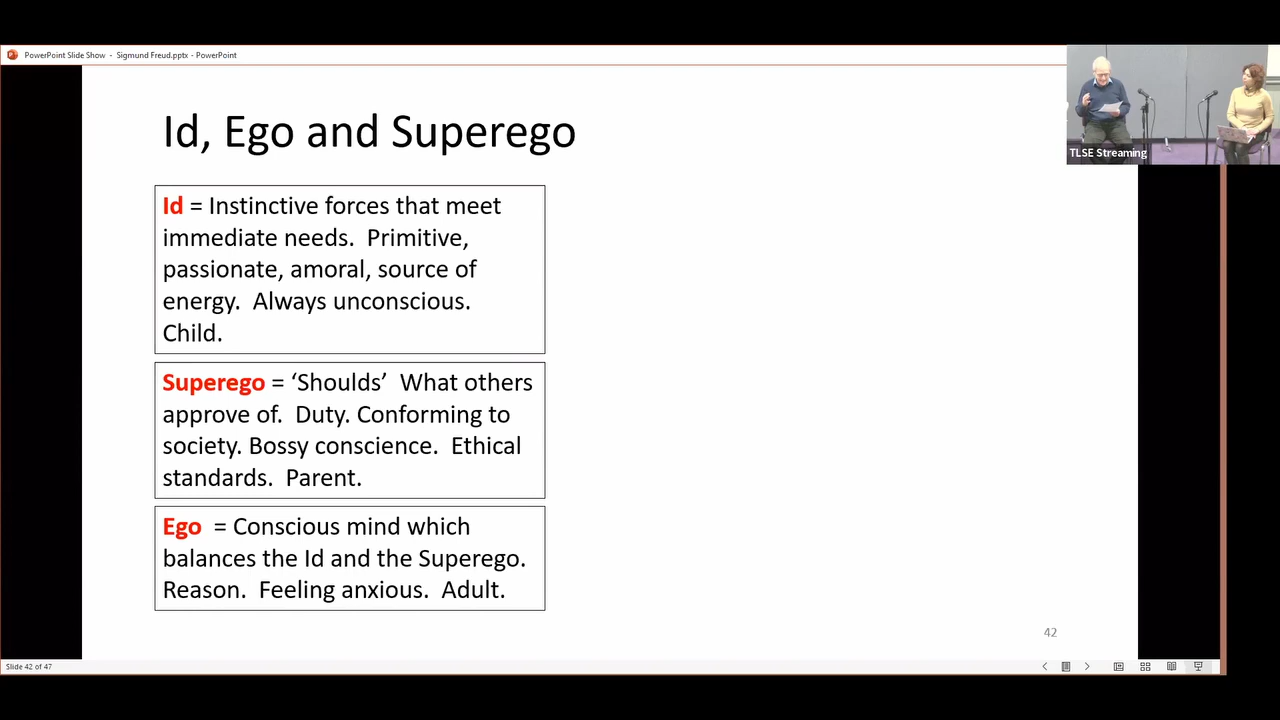 PowerPoint Slide Show - Sigmund Freud.pptx - PowerPoint
TLSE Streaming
Id, Ego and Superego
Id = Instinctive forces that meet
immediate needs.  Primitive,
passionate, amoral, source of
energy.  Always unconscious.
Child.
Superego = ‘Shoulds’  What others
approve of.  Duty. Conforming to
society. Bossy conscience.  Ethical
standards.  Parent.
Ego  = Conscious mind which
balances the Id and the Superego.
Reason.  Feeling anxious.  Adult.
42
Slide 42 of 47